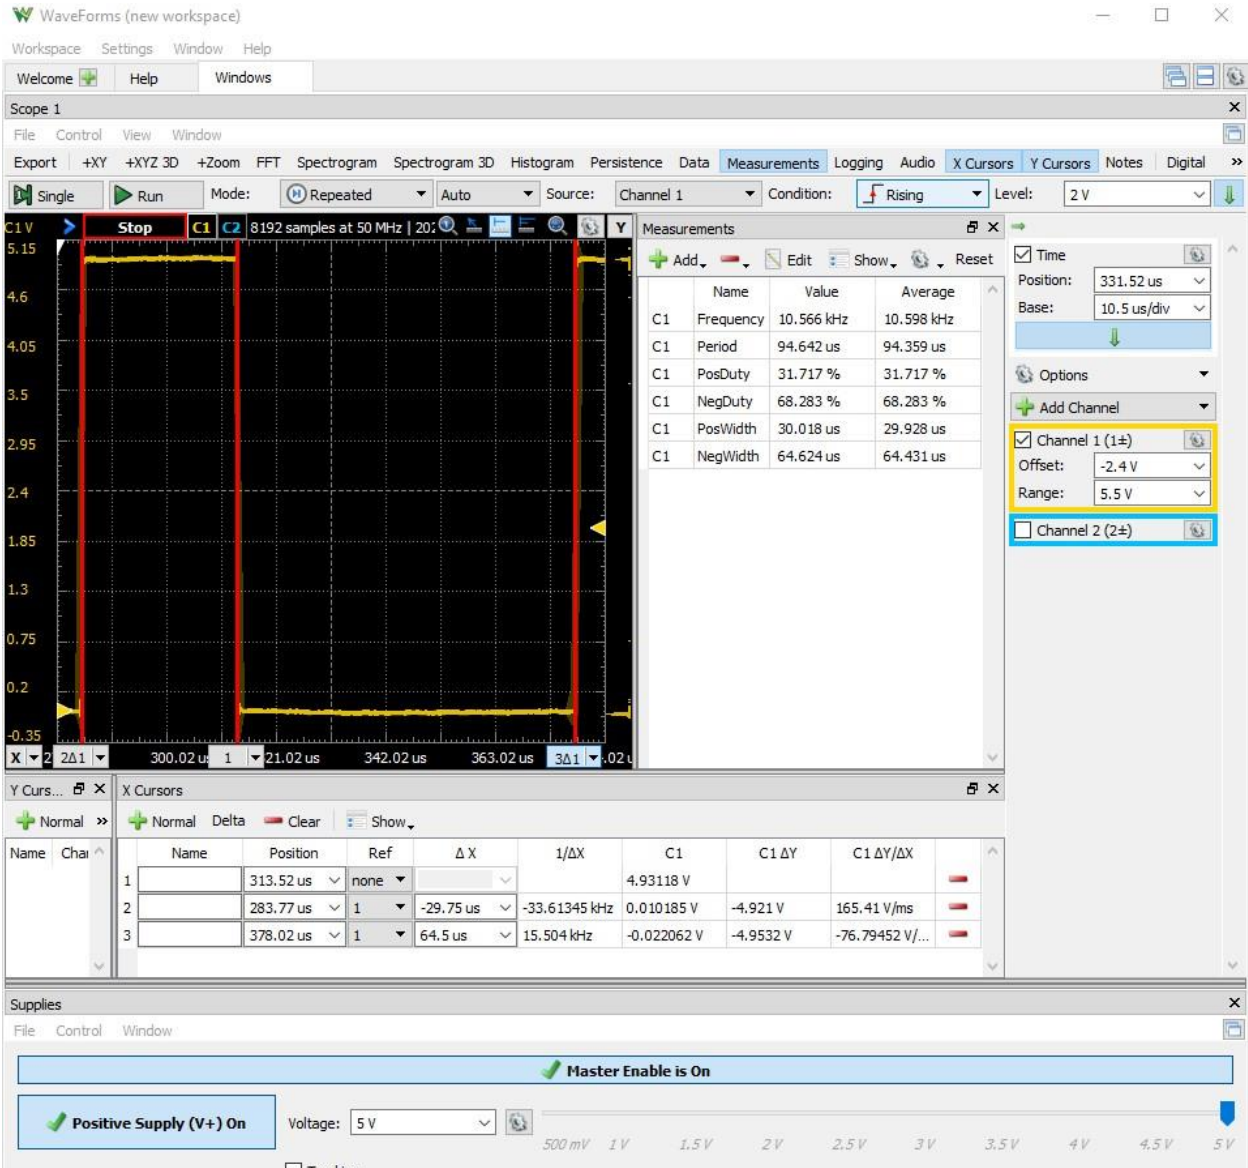 WaveForms (new workspace)
Workspace Settings Window Help
Welcome Help Windows
Scope 1
File Control View Window
Export +XY +XYZ 3D +Zoom FFT Spectrogram Spectrogram 3D Histogram Persistence Data Measurements Logging Audio X Cursors Y Cursors Notes Digital »
Single Run Mode: Repeated Auto Source: Channel 1 Condition: Rising Level: 2 V
C1 V Stop C1 C2 8192 samples at 50 MHz | 202 Y
5.15
4.6
4.05
3.5
2.95
2.4
1.85
1.3
0.75
0.2
-0.35
X 2Δ1 300.02 u 1 21.02 us 342.02 us 363.02 us 3Δ1 .02 u
Measurements
Add Edit Show Reset
Name Value Average
C1 Frequency 10.566 kHz 10.598 kHz
C1 Period 94.642 us 94.359 us
C1 PosDuty 31.717 % 31.717 %
C1 NegDuty 68.283 % 68.283 %
C1 PosWidth 30.018 us 29.928 us
C1 NegWidth 64.624 us 64.431 us
Time
Position: 331.52 us
Base: 10.5 us/div
Options
Add Channel
Channel 1 (1±)
Offset: -2.4 V
Range: 5.5 V
Channel 2 (2±)
Y Curs...
Normal »
Name Char
X Cursors
Normal Delta Clear Show
Name Position Ref Δ X 1/ΔX C1 C1 ΔY C1 ΔY/ΔX
1 313.52 us none 4.93118 V
2 283.77 us 1 -29.75 us -33.61345 kHz 0.010185 V -4.921 V 165.41 V/ms
3 378.02 us 1 64.5 us 15.504 kHz -0.022062 V -4.9532 V -76.79452 V/...
Supplies
File Control Window
Master Enable is On
Positive Supply (V+) On Voltage: 5 V
500 mV 1 V 1.5 V 2 V 2.5 V 3 V 3.5 V 4 V 4.5 V 5 V